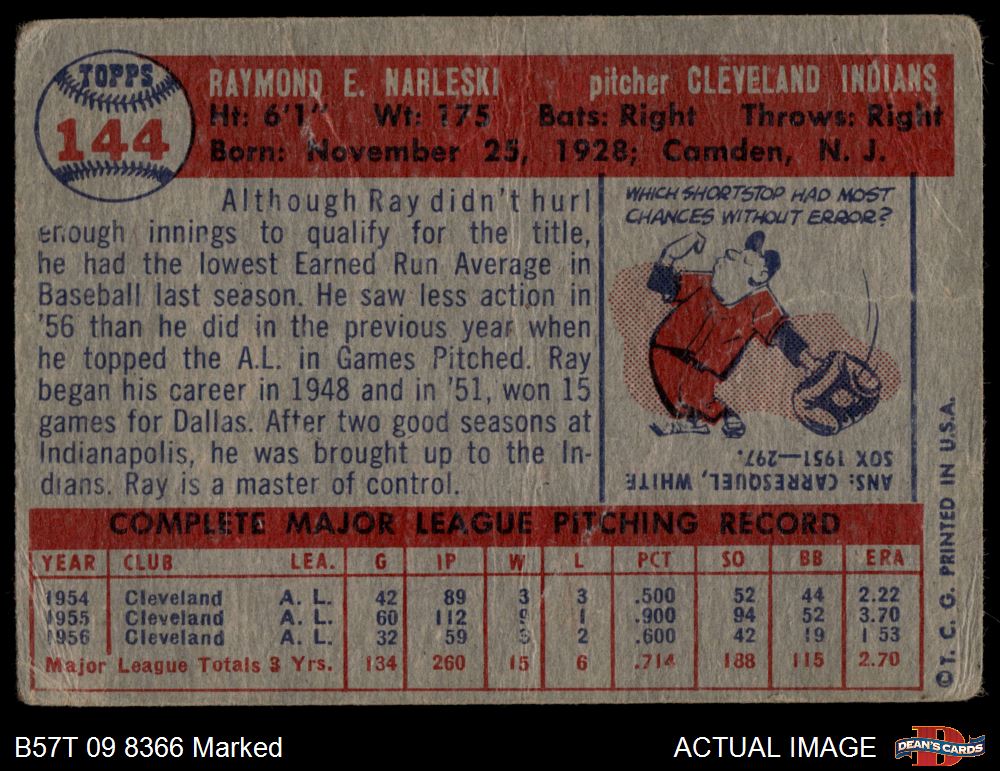 TOPPS
144
RAYMOND E. NARLESKI pitcher CLEVELAND INDIANS
Ht: 6'1" Wt: 175 Bats: Right Throws: Right
Born: November 25, 1928; Camden, N. J.
Although Ray didn't hurl
enough innings to qualify for the title,
he had the lowest Earned Run Average in
Baseball last season. He saw less action in
'56 than he did in the previous year when
he topped the A.L. in Games Pitched. Ray
began his career in 1948 and in '51, won 15
games for Dallas. After two good seasons at
Indianapolis, he was brought up to the In-
dians. Ray is a master of control.
WHICH SHORTSTOP HAD MOST
CHANCES WITHOUT ERROR?
ANS: CARRESQUEL, WHITE
SOX 1951—297.
COMPLETE MAJOR LEAGUE PITCHING RECORD
YEAR CLUB LEA. G IP W L PCT SO BB ERA
1954 Cleveland A. L. 42 89 3 3 .500 52 44 2.22
1955 Cleveland A. L. 60 112 9 1 .900 94 52 3.70
1956 Cleveland A. L. 32 59 3 2 .600 42 19 1 53
Major League Totals 3 Yrs. 134 260 15 6 .714 188 115 2.70
© T. C. G. PRINTED IN U.S.A.
B57T 09 8366 Marked
ACTUAL IMAGE
DEAN'S CARDS